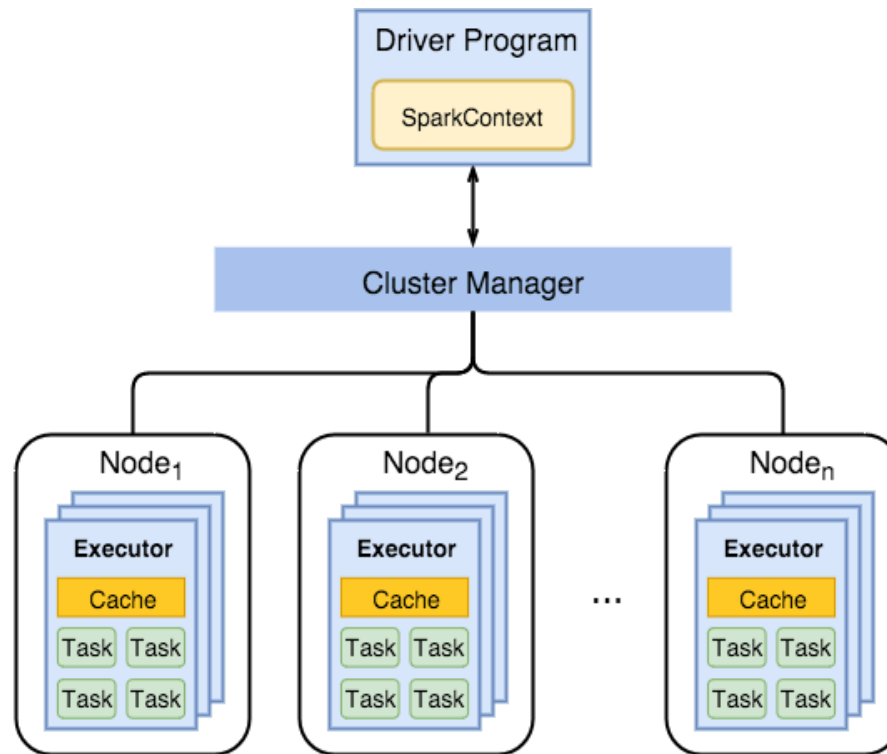 Driver Program
SparkContext
Cluster Manager
Node₁
Executor
Cache
Task Task
Task Task
Node₂
Executor
Cache
Task Task
Task Task
...
Nodeₙ
Executor
Cache
Task Task
Task Task